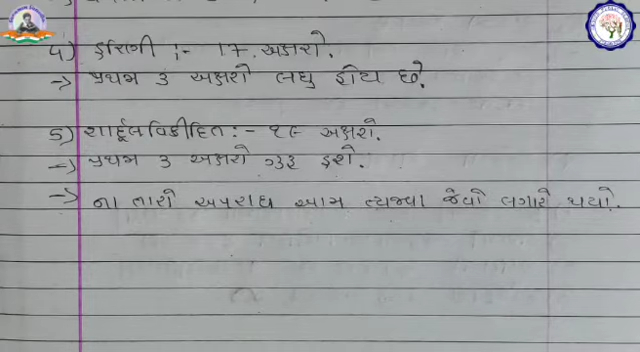 4) હરિણી :- 17 અક્ષરો.
→ પ્રથમ 3 અક્ષરો લઘુ હોય છે.
5) શાર્દૂલવિક્રીડિત :- ૧૯ અક્ષરો.
→ પ્રથમ 3 અક્ષરો ગુરુ હશે.
→ ના તારો અપરાધ આમ ત્યજવા જેવો લગારે થયો.